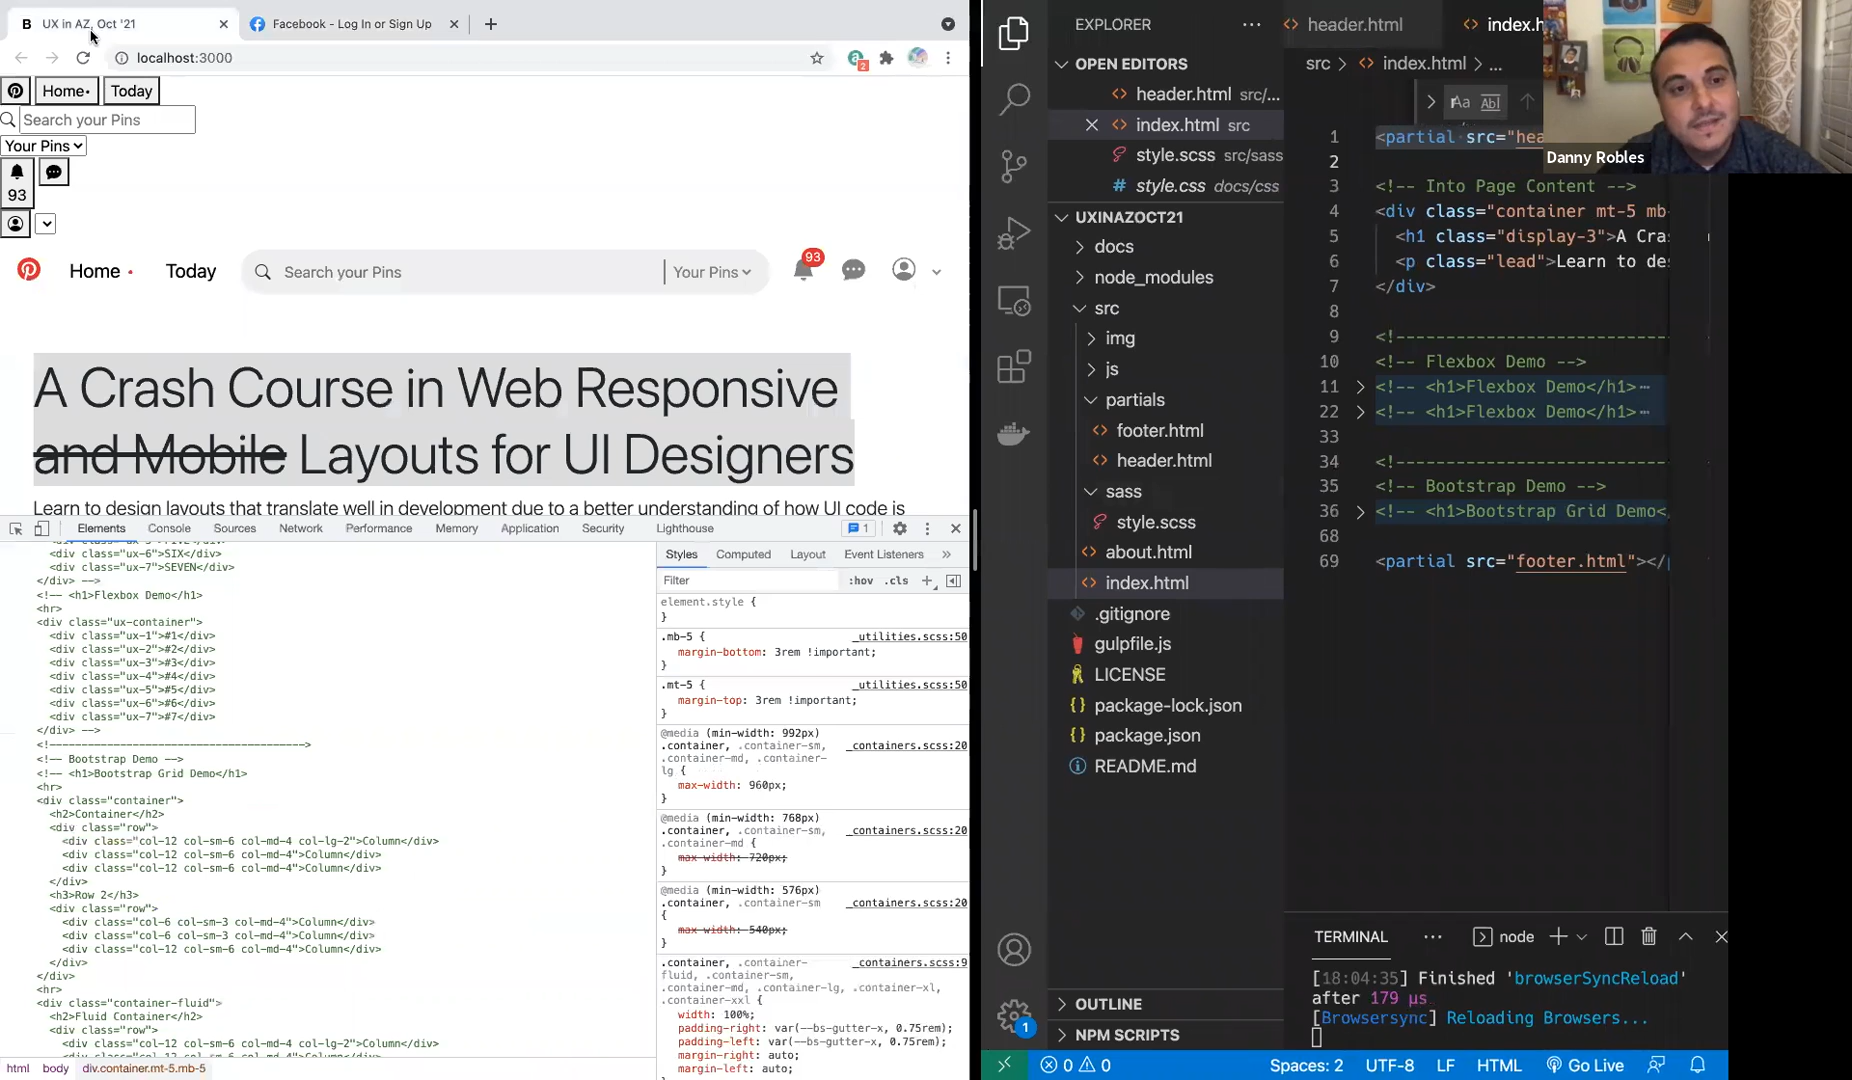 B UX in AZ, Oct '21
Facebook - Log In or Sign Up
localhost:3000
2
Home•
Today
Search your Pins
Your Pins
93
Home •
Today
Search your Pins
Your Pins
93
A Crash Course in Web Responsive
and Mobile Layouts for UI Designers
Learn to design layouts that translate well in development due to a better understanding of how UI code is
Elements
Console
Sources
Network
Performance
Memory
Application
Security
Lighthouse
1
<div class="ux-6">SIX</div>
<div class="ux-7">SEVEN</div>
</div> -->
<!-- <h1>Flexbox Demo</h1>
<hr>
<div class="ux-container">
<div class="ux-1">#1</div>
<div class="ux-2">#2</div>
<div class="ux-3">#3</div>
<div class="ux-4">#4</div>
<div class="ux-5">#5</div>
<div class="ux-6">#6</div>
<div class="ux-7">#7</div>
</div> -->
<!----------------------------------------->
<!-- Bootstrap Demo -->
<!-- <h1>Bootstrap Grid Demo</h1>
<hr>
<div class="container">
<h2>Container</h2>
<div class="row">
<div class="col-12 col-sm-6 col-md-4 col-lg-2">Column</div>
<div class="col-12 col-sm-6 col-md-4">Column</div>
<div class="col-12 col-sm-6 col-md-4">Column</div>
</div>
<h3>Row 2</h3>
<div class="row">
<div class="col-6 col-sm-3 col-md-4">Column</div>
<div class="col-6 col-sm-3 col-md-4">Column</div>
<div class="col-12 col-sm-6 col-md-4">Column</div>
</div>
</div>
<hr>
<div class="container-fluid">
<h2>Fluid Container</h2>
<div class="row">
<div class="col-12 col-sm-6 col-md-4 col-lg-2">Column</div>
html body div.container.mt-5.mb-5
Styles
Computed
Layout
Event Listeners
»
Filter
:hov .cls +
element.style {
}
.mb-5 { _utilities.scss:50
margin-bottom: 3rem !important;
}
.mt-5 { _utilities.scss:50
margin-top: 3rem !important;
}
@media (min-width: 992px)
.container, .container-sm, _containers.scss:20
.container-md, .container-
lg {
max-width: 960px;
}
@media (min-width: 768px)
.container, .container-sm, _containers.scss:20
.container-md {
max-width: 720px;
}
@media (min-width: 576px)
.container, .container-sm _containers.scss:20
{
max-width: 540px;
}
.container, .container- _containers.scss:9
fluid, .container-sm,
.container-md, .container-lg, .container-xl,
.container-xxl {
width: 100%;
padding-right: var(--bs-gutter-x, 0.75rem);
padding-left: var(--bs-gutter-x, 0.75rem);
margin-right: auto;
margin-left: auto;
EXPLORER
OPEN EDITORS
header.html src/...
index.html src
style.scss src/sass
style.css docs/css
UXINAZOCT21
docs
node_modules
src
img
js
partials
footer.html
header.html
sass
style.scss
about.html
index.html
.gitignore
gulpfile.js
LICENSE
package-lock.json
package.json
README.md
OUTLINE
NPM SCRIPTS
1
header.html
src > index.html ...
Aa Abl
1 <partial src="hea
2
3 <!-- Into Page Content -->
4 <div class="container mt-5 mb-
5 <h1 class="display-3">A Cra
6 <p class="lead">Learn to des
7 </div>
8
9 <!---------------------------
10 <!-- Flexbox Demo -->
11 <!-- <h1>Flexbox Demo</h1>
22 <!-- <h1>Flexbox Demo</h1>
33
34 <!---------------------------
35 <!-- Bootstrap Demo -->
36 <!-- <h1>Bootstrap Grid Demo<
68
69 <partial src="footer.html"></
Danny Robles
TERMINAL
node
[18:04:35] Finished 'browserSyncReload'
after 179 μs
[Browsersync] Reloading Browsers...
0 0
Spaces: 2
UTF-8
LF
HTML
Go Live